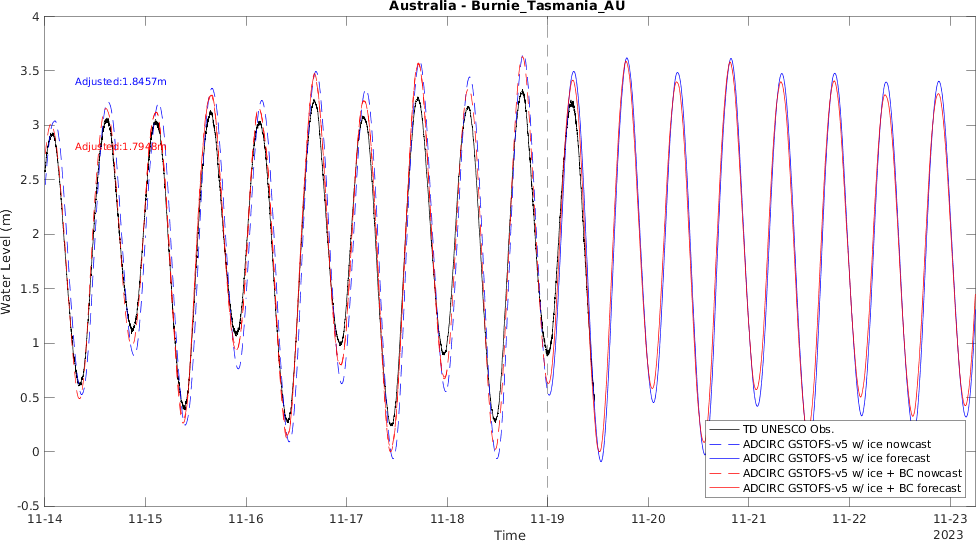 Australia - Burnie_Tasmania_AU
Water Level (m)
4
3.5
3
2.5
2
1.5
1
0.5
0
-0.5
Adjusted:1.8457m
Adjusted:1.7948m
TD UNESCO Obs.
ADCIRC GSTOFS-v5 w/ ice nowcast
ADCIRC GSTOFS-v5 w/ ice forecast
ADCIRC GSTOFS-v5 w/ ice + BC nowcast
ADCIRC GSTOFS-v5 w/ ice + BC forecast
11-14 11-15 11-16 11-17 11-18 11-19 11-20 11-21 11-22 11-23
2023
Time